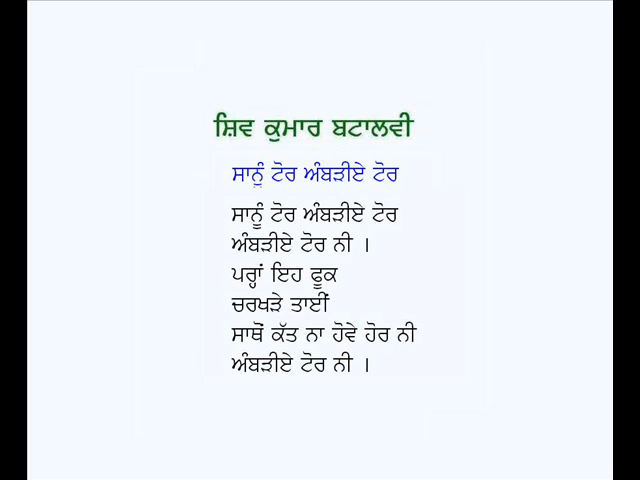 ਸ਼ਿਵ ਕੁਮਾਰ ਬਟਾਲਵੀ
ਸਾਨੂੰ ਟੋਰ ਅੰਬੜੀਏ ਟੋਰ
ਸਾਨੂੰ ਟੋਰ ਅੰਬੜੀਏ ਟੋਰ
ਅੰਬੜੀਏ ਟੋਰ ਨੀ ।
ਪਰ੍ਹਾਂ ਇਹ ਫੂਕ
ਚਰਖੜੇ ਤਾਈਂ
ਸਾਥੋਂ ਕੱਤ ਨਾ ਹੋਵੇ ਹੋਰ ਨੀ
ਅੰਬੜੀਏ ਟੋਰ ਨੀ ।